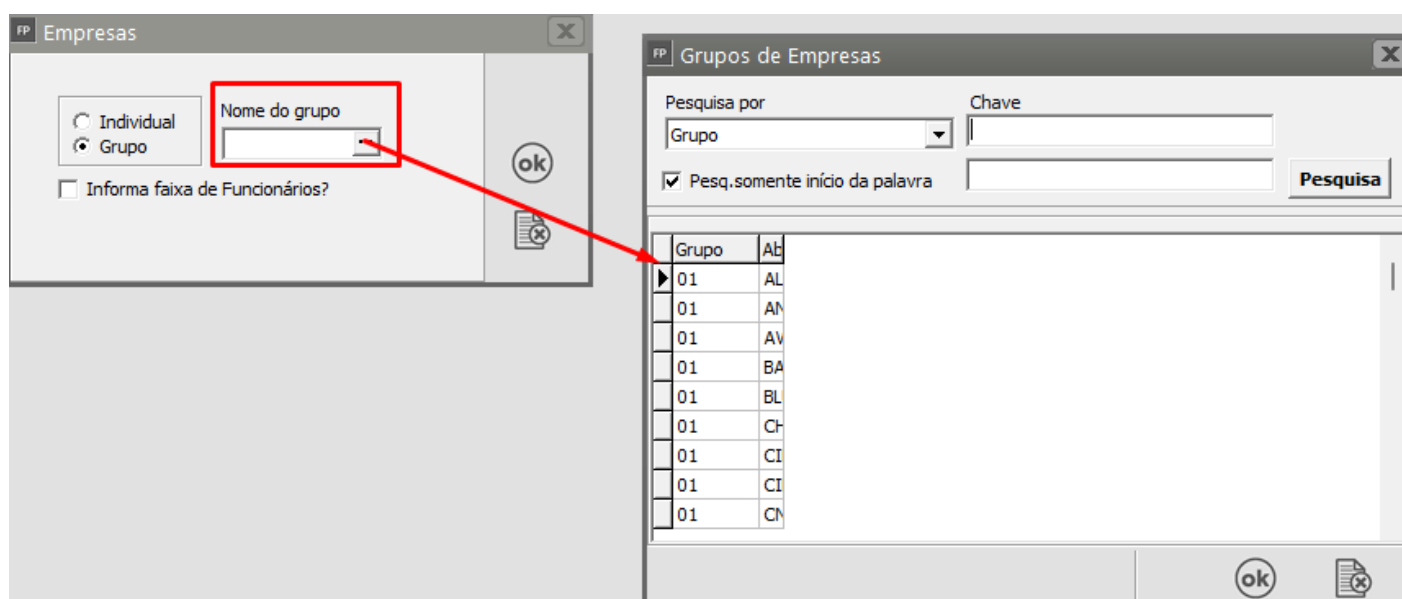 FP Empresas
Individual
Grupo
Nome do grupo
Informa faixa de Funcionários?
ok
FP Grupos de Empresas
Pesquisa por
Chave
Grupo
Pesq.somente início da palavra
Pesquisa
Grupo Ab
01 AL
01 AN
01 AV
01 BA
01 BL
01 CH
01 CI
01 CI
01 CN
ok